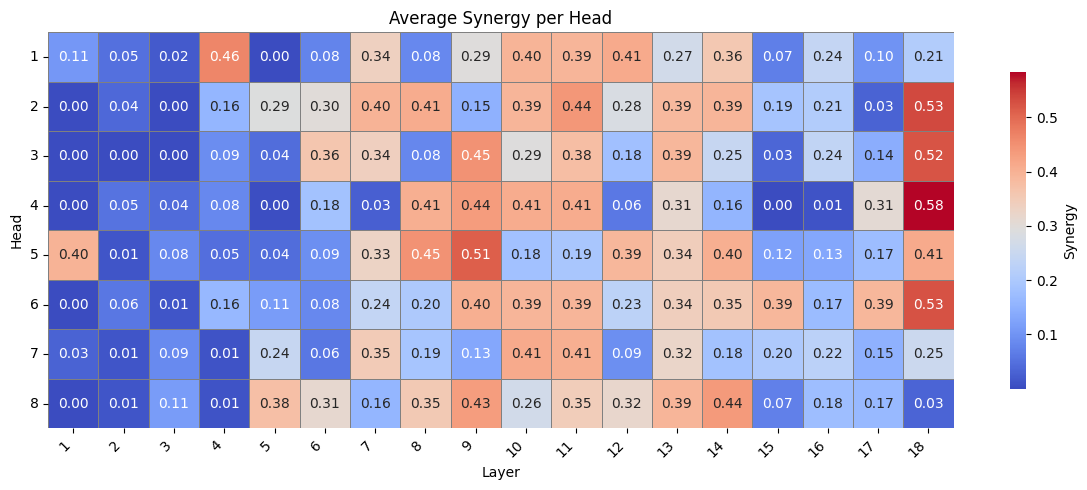 Average Synergy per Head
1 0.11 0.05 0.02 0.46 0.00 0.08 0.34 0.08 0.29 0.40 0.39 0.41 0.27 0.36 0.07 0.24 0.10 0.21
2 0.00 0.04 0.00 0.16 0.29 0.30 0.40 0.41 0.15 0.39 0.44 0.28 0.39 0.39 0.19 0.21 0.03 0.53
3 0.00 0.00 0.00 0.09 0.04 0.36 0.34 0.08 0.45 0.29 0.38 0.18 0.39 0.25 0.03 0.24 0.14 0.52
4 0.00 0.05 0.04 0.08 0.00 0.18 0.03 0.41 0.44 0.41 0.41 0.06 0.31 0.16 0.00 0.01 0.31 0.58
5 0.40 0.01 0.08 0.05 0.04 0.09 0.33 0.45 0.51 0.18 0.19 0.39 0.34 0.40 0.12 0.13 0.17 0.41
6 0.00 0.06 0.01 0.16 0.11 0.08 0.24 0.20 0.40 0.39 0.39 0.23 0.34 0.35 0.39 0.17 0.39 0.53
7 0.03 0.01 0.09 0.01 0.24 0.06 0.35 0.19 0.13 0.41 0.41 0.09 0.32 0.18 0.20 0.22 0.15 0.25
8 0.00 0.01 0.11 0.01 0.38 0.31 0.16 0.35 0.43 0.26 0.35 0.32 0.39 0.44 0.07 0.18 0.17 0.03
1 2 3 4 5 6 7 8 9 10 11 12 13 14 15 16 17 18
Layer
Head
0.5
0.4
0.3
0.2
0.1
Synergy